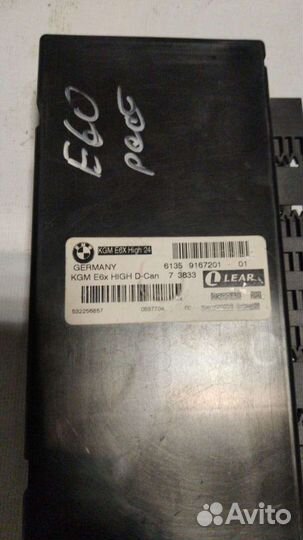 E60
рест
KGM E6X High 24
GERMANY
6135 9167201 01
KGM E6x HIGH D-Can 7 3833
LEAR
532256857
Avito